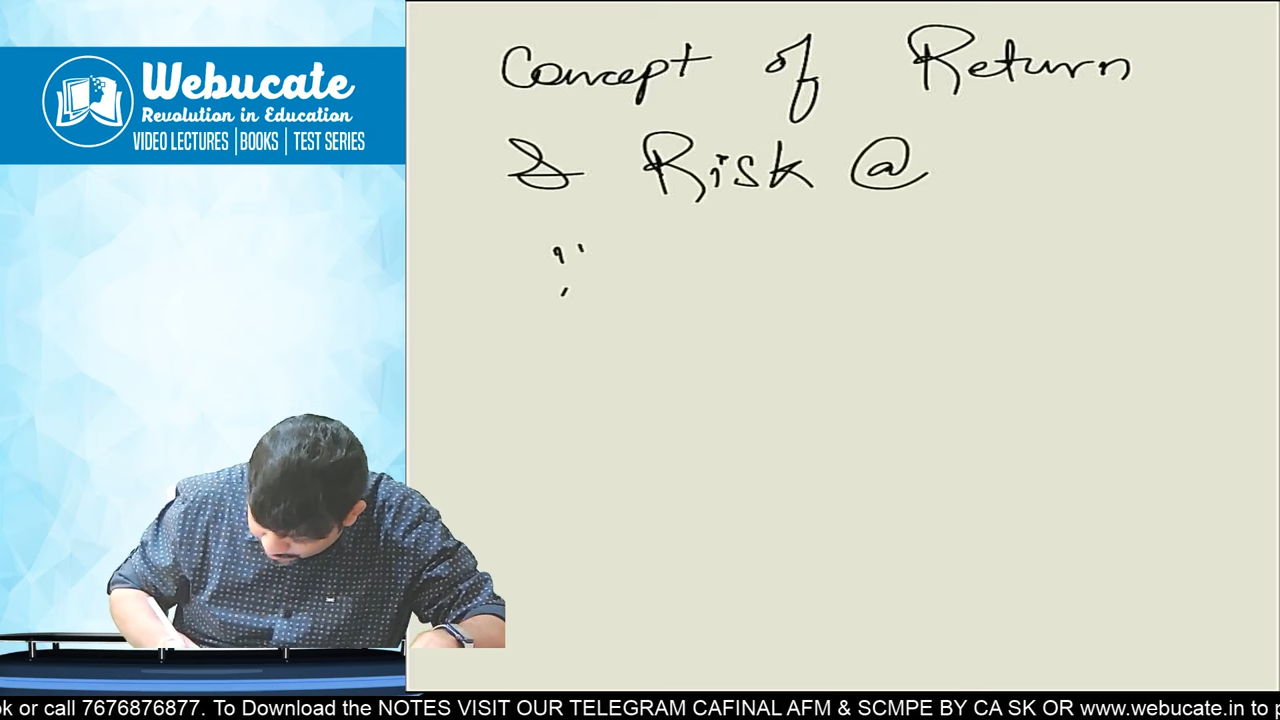 Webucate
Revolution in Education
VIDEO LECTURES | BOOKS | TEST SERIES
Concept of Return
& Risk @
ok or call 7676876877. To Download the NOTES VISIT OUR TELEGRAM CAFINAL AFM & SCMPE BY CA SK OR www.webucate.in to p